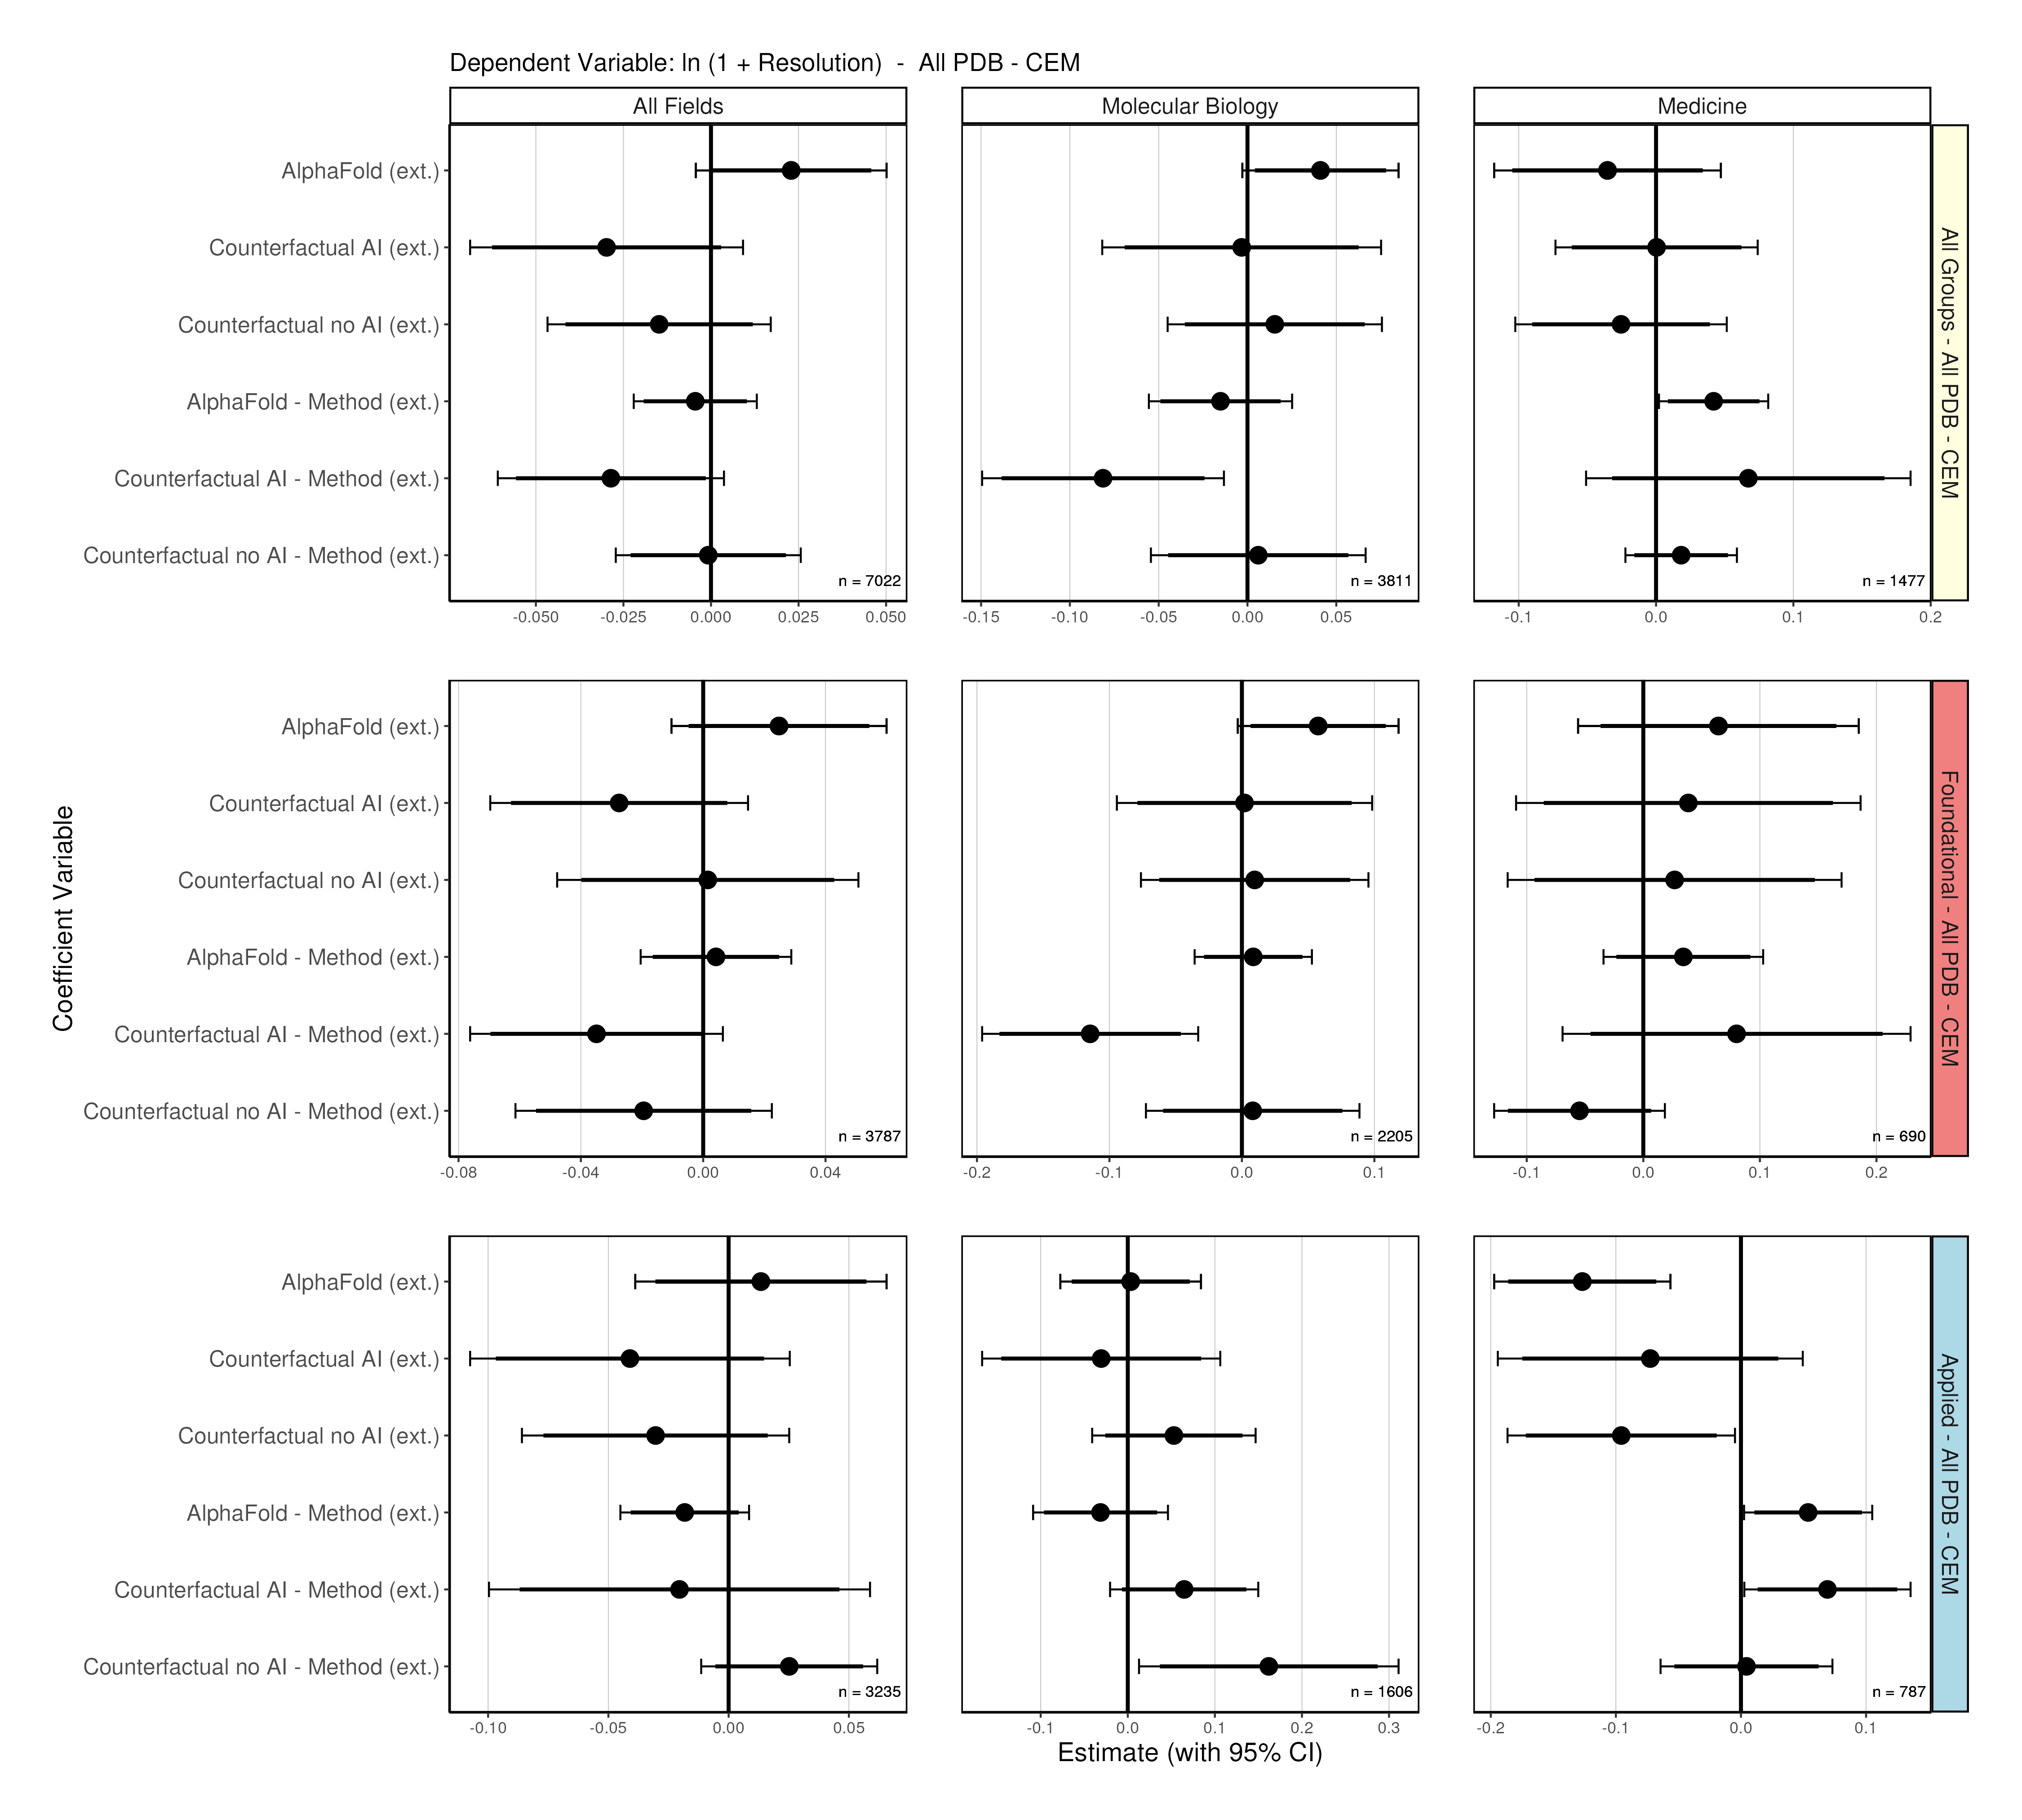 Dependent Variable: ln (1 + Resolution) - All PDB - CEM
All Fields
Molecular Biology
Medicine
AlphaFold (ext.)
Counterfactual AI (ext.)
Counterfactual no AI (ext.)
AlphaFold - Method (ext.)
Counterfactual AI - Method (ext.)
Counterfactual no AI - Method (ext.)
n = 7022
n = 3811
n = 1477
All Groups - All PDB - CEM
-0.050 -0.025 0.000 0.025 0.050
-0.15 -0.10 -0.05 0.00 0.05
-0.1 0.0 0.1 0.2
Coefficient Variable
AlphaFold (ext.)
Counterfactual AI (ext.)
Counterfactual no AI (ext.)
AlphaFold - Method (ext.)
Counterfactual AI - Method (ext.)
Counterfactual no AI - Method (ext.)
n = 3787
n = 2205
n = 690
Foundational - All PDB - CEM
-0.08 -0.04 0.00 0.04
-0.2 -0.1 0.0 0.1
-0.1 0.0 0.1 0.2
AlphaFold (ext.)
Counterfactual AI (ext.)
Counterfactual no AI (ext.)
AlphaFold - Method (ext.)
Counterfactual AI - Method (ext.)
Counterfactual no AI - Method (ext.)
n = 3235
n = 1606
n = 787
Applied - All PDB - CEM
-0.10 -0.05 0.00 0.05
-0.1 0.0 0.1 0.2 0.3
-0.2 -0.1 0.0 0.1
Estimate (with 95% CI)